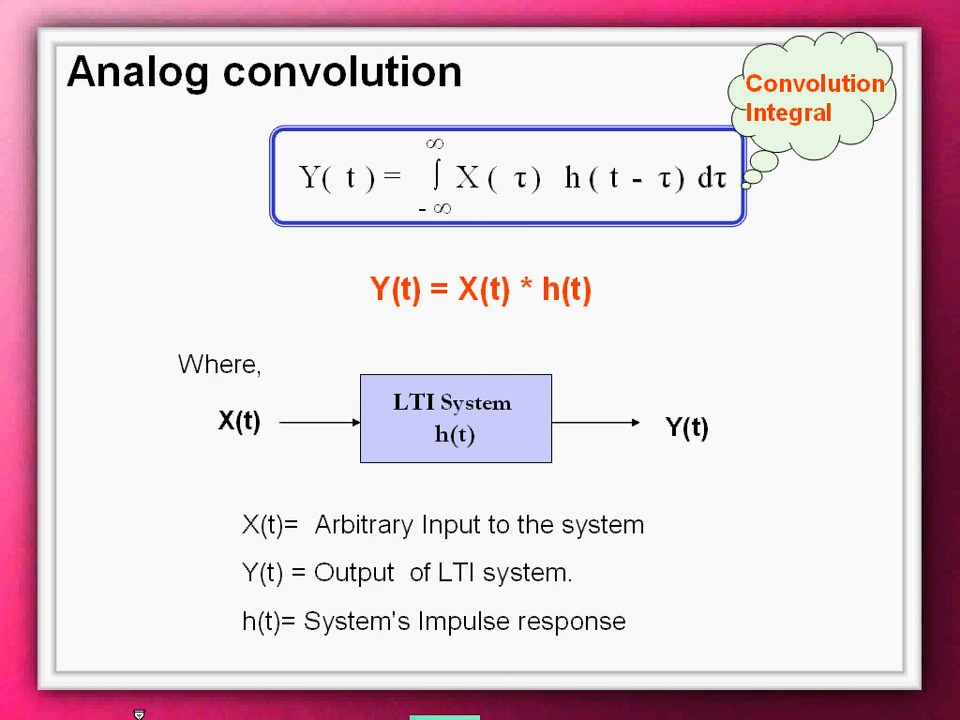 Analog convolution
Convolution
Integral
∞
Y( t ) = ∫ X ( τ ) h ( t - τ ) dτ
- ∞
Y(t) = X(t) * h(t)
Where,
X(t)
LTI System
h(t)
Y(t)
X(t)= Arbitrary Input to the system
Y(t) = Output of LTI system.
h(t)= System's Impulse response